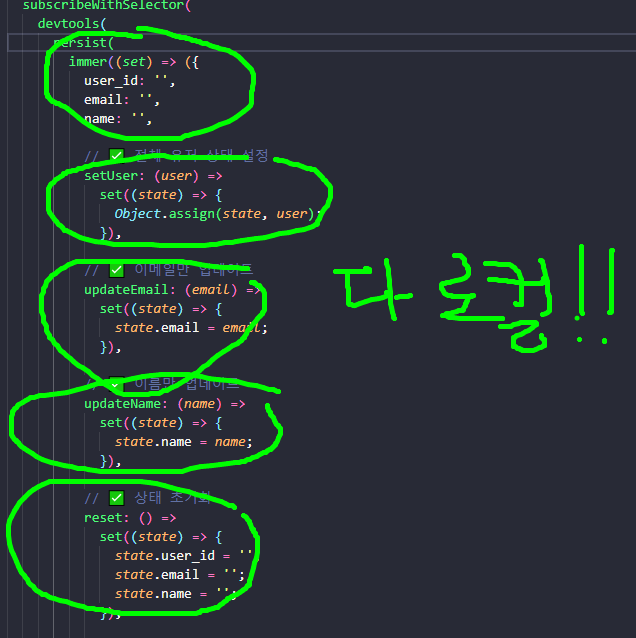 subscribeWithSelector(
devtools(
persist(
immer((set) => ({
user_id: '',
email: '',
name: '',
// ✅ 전체 유저 상태 설정
setUser: (user) =>
set((state) => {
Object.assign(state, user);
}),
// ✅ 이메일만 업데이트
updateEmail: (email) =>
set((state) => {
state.email = email;
}),
// ✅ 이름만 업데이트
updateName: (name) =>
set((state) => {
state.name = name;
}),
// ✅ 상태 초기화
reset: () =>
set((state) => {
state.user_id = ''
state.email = '';
state.name = '';
}),
다 로컬!!